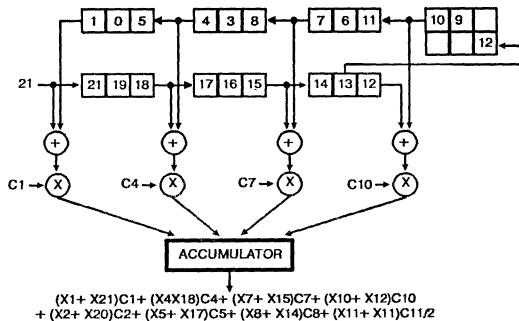 1 0 5 4 3 8 7 6 11 10 9
12
21 21 19 18 17 16 15 14 13 12
+ + + +
C1 X C4 X C7 X C10 X
ACCUMULATOR
(X1+ X21)C1+ (X4X18)C4+ (X7+ X15)C7+ (X10+ X12)C10
+ (X2+ X20)C2+ (X5+ X17)C5+ (X8+ X14)C8+ (X11+ X11)C11/2